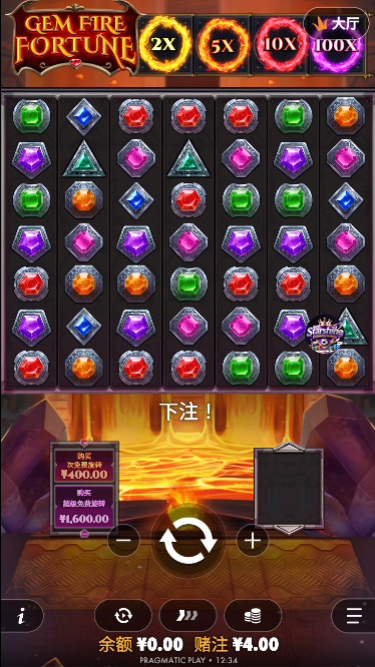 GEM FIRE
FORTUNE
2X
5X
10X
100X
大厅
Starshine
下注！
购买
次免费旋转
¥400.00
购买
超级免费旋转
¥1,600.00
余额 ¥0.00 赌注 ¥4.00
PRAGMATIC PLAY • 12:34